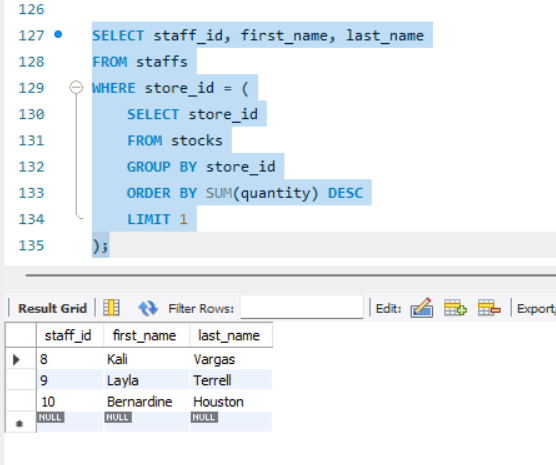 126
127 SELECT staff_id, first_name, last_name
128 FROM staffs
129 WHERE store_id = (
130 SELECT store_id
131 FROM stocks
132 GROUP BY store_id
133 ORDER BY SUM(quantity) DESC
134 LIMIT 1
135 );
Result Grid Filter Rows: Edit: Export/
staff_id first_name last_name
8 Kali Vargas
9 Layla Terrell
10 Bernardine Houston
NULL NULL NULL